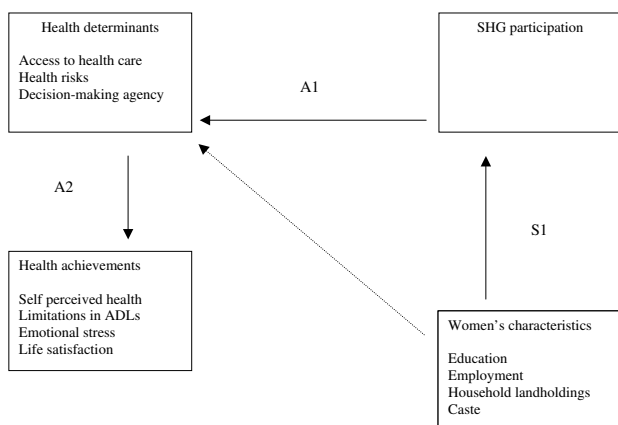 Health determinants
Access to health care
Health risks
Decision-making agency
SHG participation
A1
A2
S1
Health achievements
Self perceived health
Limitations in ADLs
Emotional stress
Life satisfaction
Women's characteristics
Education
Employment
Household landholdings
Caste